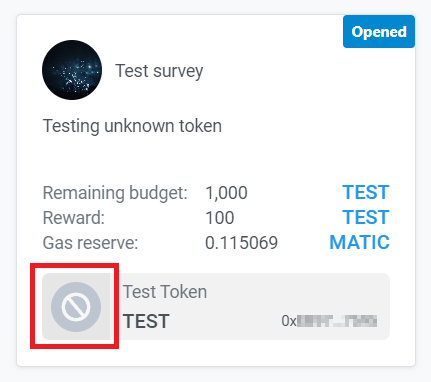 Opened
Test survey
Testing unknown token
Remaining budget: 1,000 TEST
Reward: 100 TEST
Gas reserve: 0.115069 MATIC
Test Token
TEST 0x